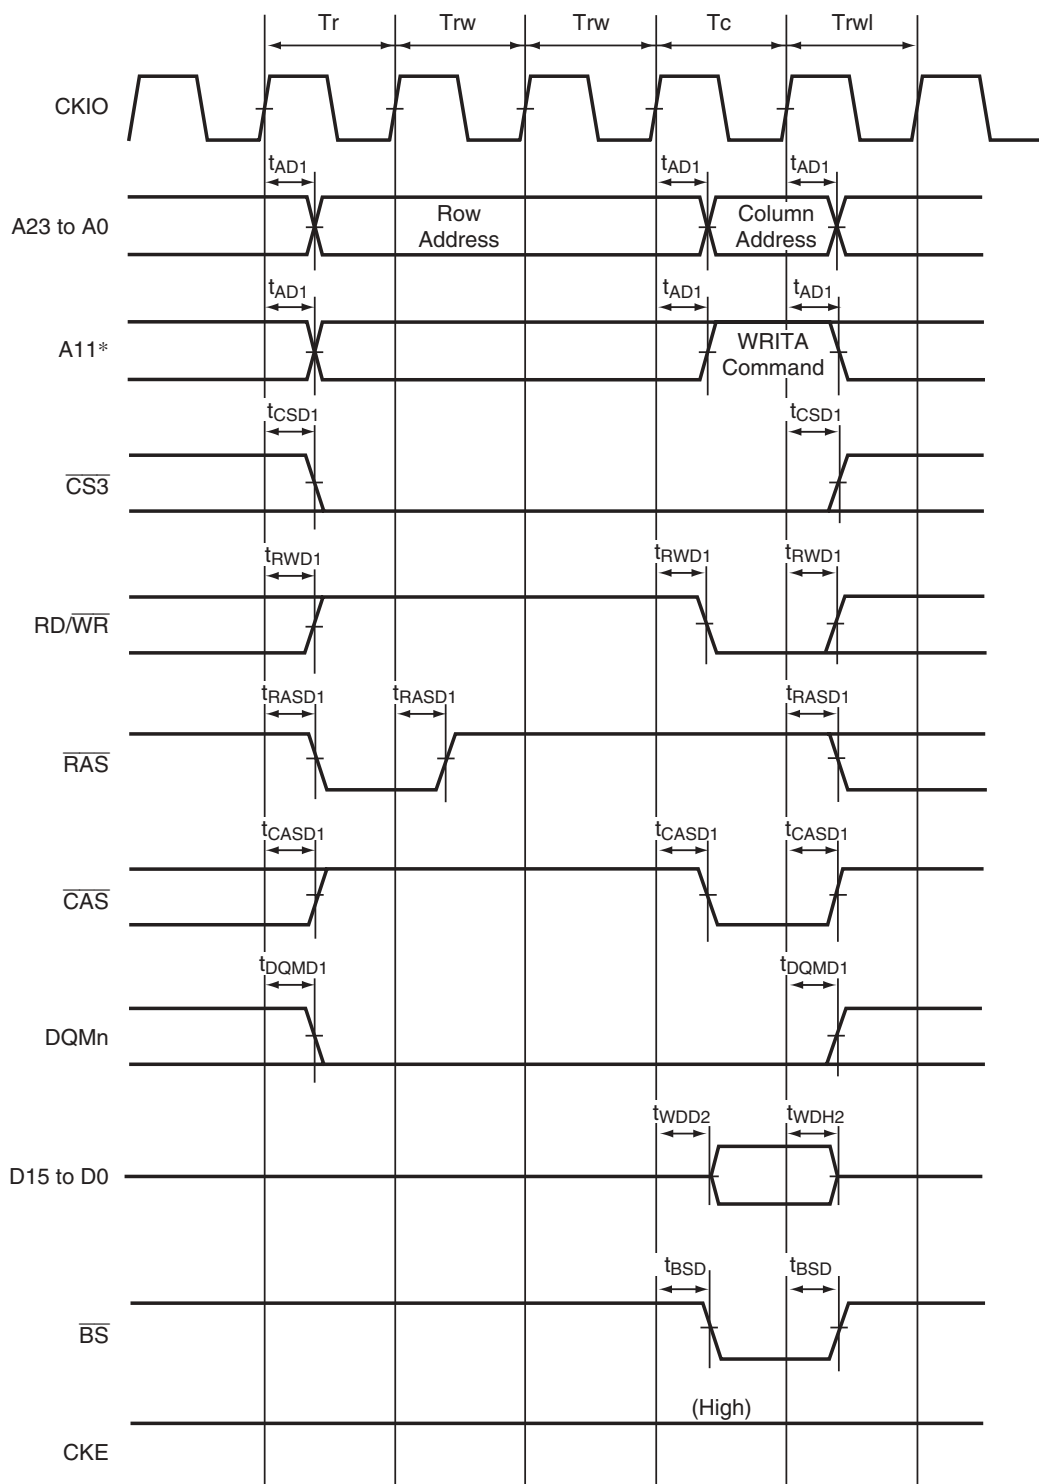 Tr Trw Trw Tc Trwl
CKIO
tAD1 tAD1 tAD1
A23 to A0
Row
Address
Column
Address
tAD1 tAD1 tAD1
A11*
WRITA
Command
tCSD1 tCSD1
CS3
tRWD1 tRWD1 tRWD1
RD/WR
tRASD1 tRASD1 tRASD1
RAS
tCASD1 tCASD1 tCASD1
CAS
tDQMD1 tDQMD1
DQMn
tWDD2 tWDH2
D15 to D0
tBSD tBSD
BS
(High)
CKE